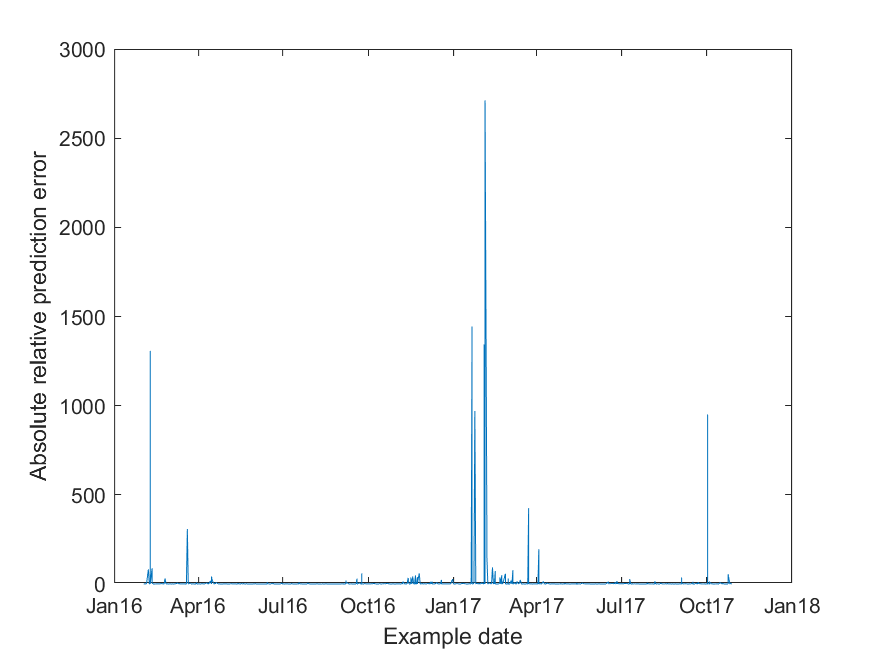 3000
2500
2000
1500
1000
500
0
Absolute relative prediction error
Jan16 Apr16 Jul16 Oct16 Jan17 Apr17 Jul17 Oct17 Jan18
Example date